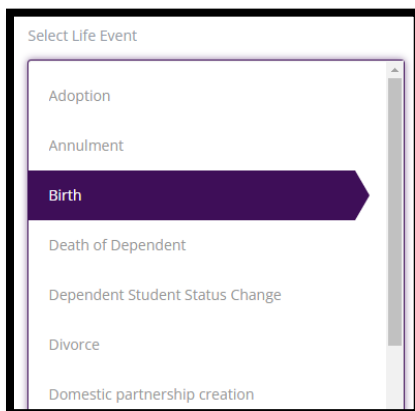 Select Life Event
Adoption
Annulment
Birth
Death of Dependent
Dependent Student Status Change
Divorce
Domestic partnership creation